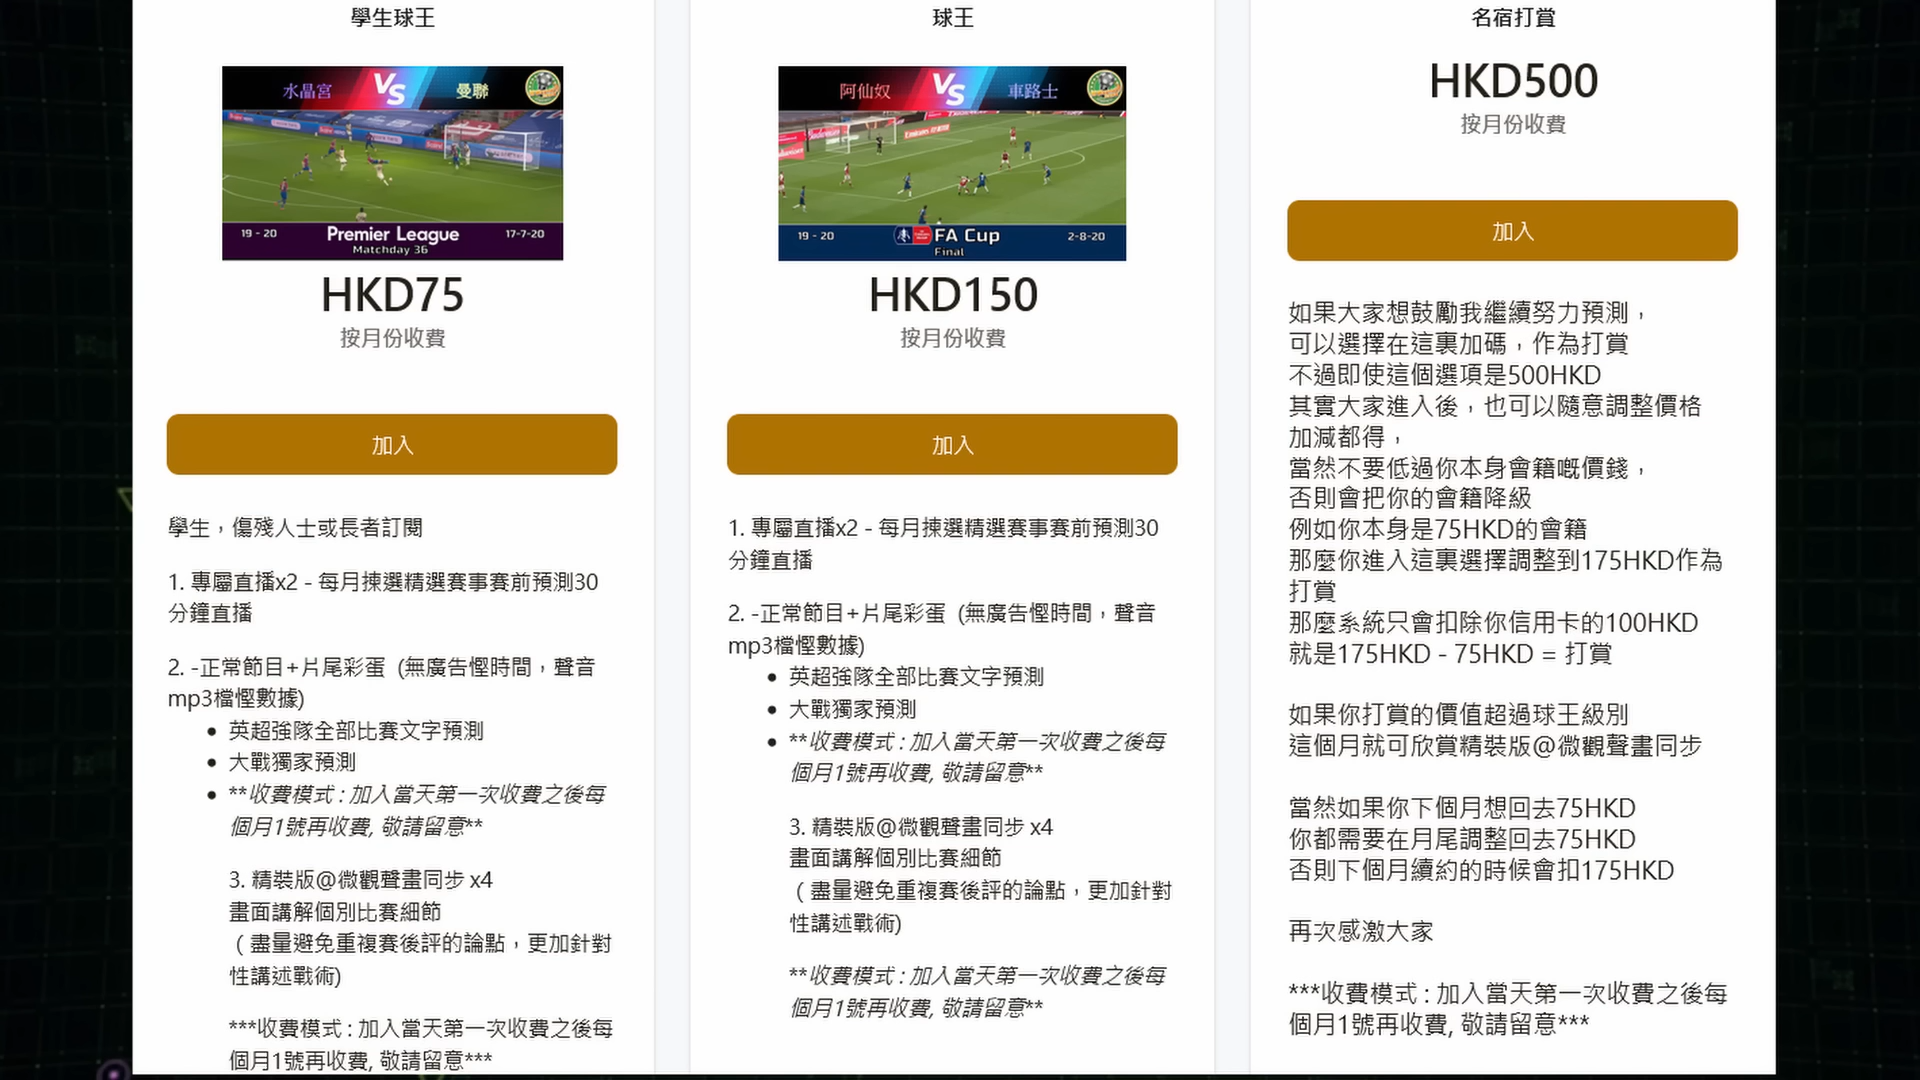 學生球王
水晶宮 VS 曼聯
19 - 20 Premier League 17-7-20
Matchday 36
HKD75
按月份收費
加入
學生，傷殘人士或長者訂閱
1. 專屬直播x2 - 每月揀選精選賽事賽前預測30
分鐘直播
2. -正常節目+片尾彩蛋 (無廣告慳時間，聲音
mp3檔慳數據)
• 英超強隊全部比賽文字預測
• 大戰獨家預測
• **收費模式 : 加入當天第一次收費之後每
個月1號再收費, 敬請留意**
3. 精裝版@微觀聲畫同步 x4
畫面講解個別比賽細節
（ 盡量避免重複賽後評的論點，更加針對
性講述戰術)
***收費模式 : 加入當天第一次收費之後每
個月1號再收費, 敬請留意***
球王
阿仙奴 VS 車路士
19 - 20 FA Cup 2-8-20
Final
HKD150
按月份收費
加入
1. 專屬直播x2 - 每月揀選精選賽事賽前預測30
分鐘直播
2. -正常節目+片尾彩蛋 (無廣告慳時間，聲音
mp3檔慳數據)
• 英超強隊全部比賽文字預測
• 大戰獨家預測
• **收費模式 : 加入當天第一次收費之後每
個月1號再收費, 敬請留意**
3. 精裝版@微觀聲畫同步 x4
畫面講解個別比賽細節
（ 盡量避免重複賽後評的論點，更加針對
性講述戰術)
**收費模式 : 加入當天第一次收費之後每
個月1號再收費, 敬請留意**
名宿打賞
HKD500
按月份收費
加入
如果大家想鼓勵我繼續努力預測，
可以選擇在這裏加碼，作為打賞
不過即使這個選項是500HKD
其實大家進入後，也可以隨意調整價格
加減都得，
當然不要低過你本身會籍嘅價錢，
否則會把你的會籍降級
例如你本身是75HKD的會籍
那麼你進入這裏選擇調整到175HKD作為
打賞
那麼系統只會扣除你信用卡的100HKD
就是175HKD - 75HKD = 打賞
如果你打賞的價值超過球王級別
這個月就可欣賞精裝版@微觀聲畫同步
當然如果你下個月想回去75HKD
你都需要在月尾調整回去75HKD
否則下個月續約的時候會扣175HKD
再次感激大家
***收費模式 : 加入當天第一次收費之後每
個月1號再收費, 敬請留意***